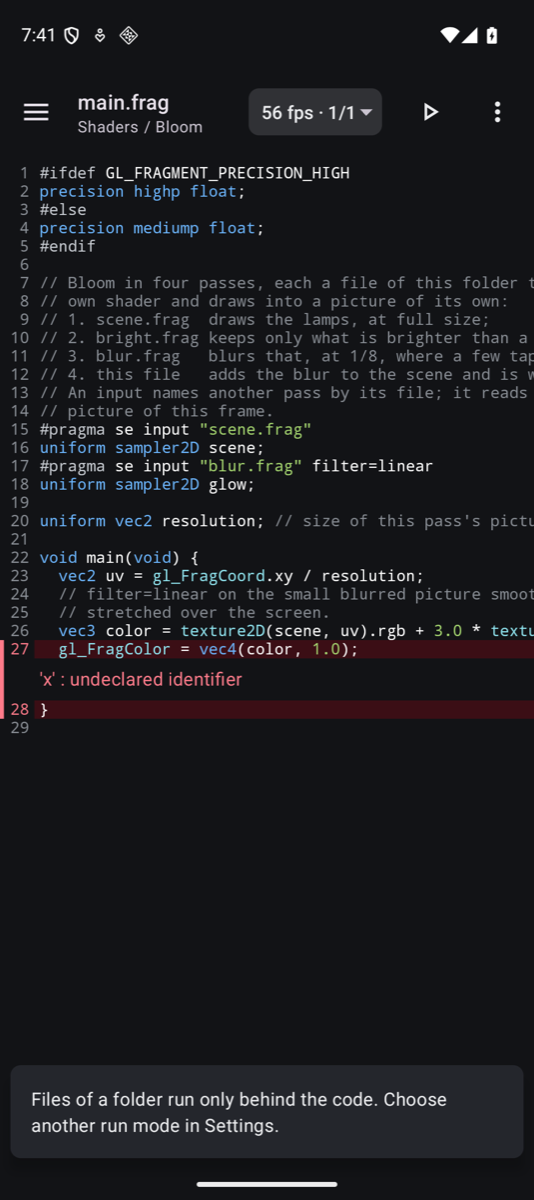 7:41
main.frag
Shaders / Bloom
56 fps · 1/1
1 #ifdef GL_FRAGMENT_PRECISION_HIGH
2 precision highp float;
3 #else
4 precision mediump float;
5 #endif
6
7 // Bloom in four passes, each a file of this folder
8 // own shader and draws into a picture of its own:
9 // 1. scene.frag  draws the lamps, at full size;
10 // 2. bright.frag keeps only what is brighter than a
11 // 3. blur.frag   blurs that, at 1/8, where a few
12 // 4. this file   adds the blur to the scene and is
13 // An input names another pass by its file; it reads
14 // picture of this frame.
15 #pragma se input "scene.frag"
16 uniform sampler2D scene;
17 #pragma se input "blur.frag" filter=linear
18 uniform sampler2D glow;
19
20 uniform vec2 resolution; // size of this pass's
21
22 void main(void) {
23   vec2 uv = gl_FragCoord.xy / resolution;
24   // filter=linear on the small blurred picture
25   // stretched over the screen.
26   vec3 color = texture2D(scene, uv).rgb + 3.0 *
27   gl_FragColor = vec4(color, 1.0);
'x' : undeclared identifier
28 }
29
Files of a folder run only behind the code. Choose
another run mode in Settings.